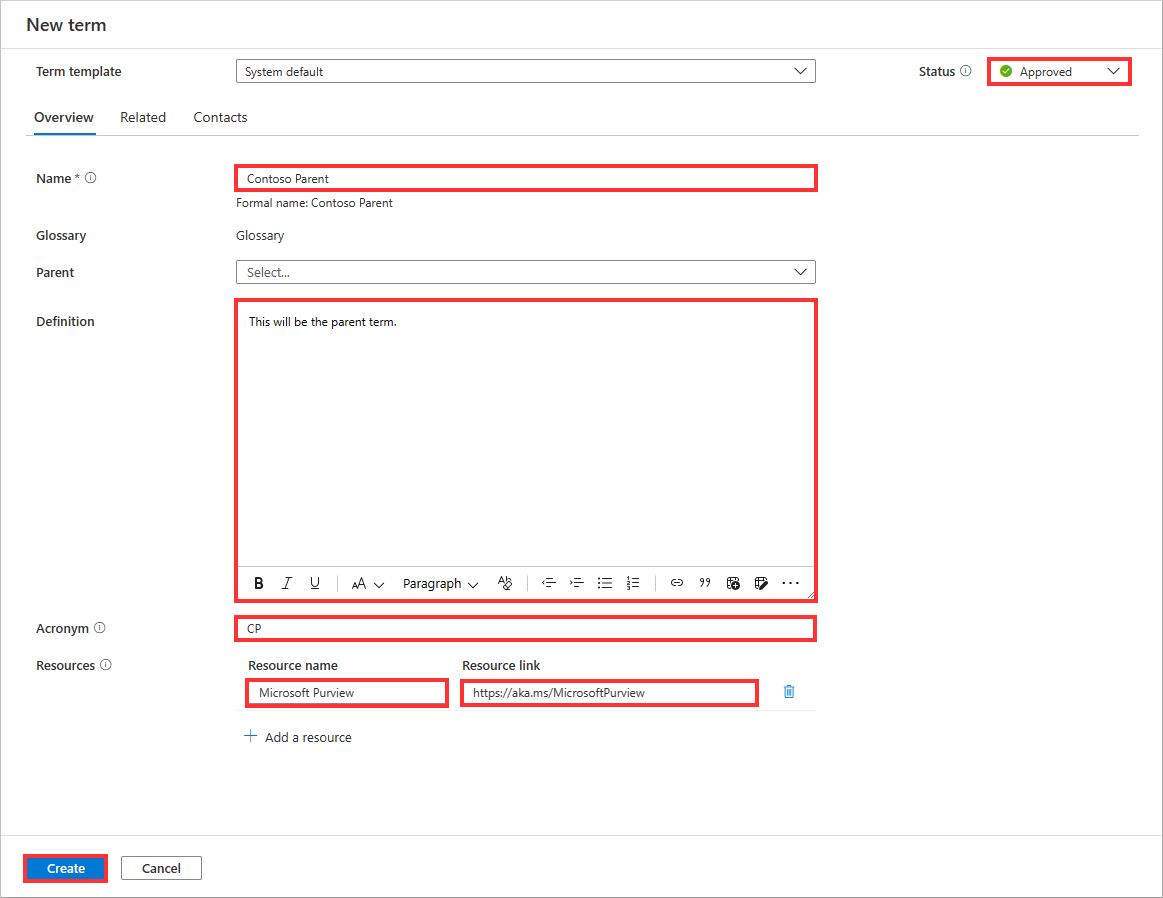 New term
Term template System default Status Approved
Overview Related Contacts
Name * Contoso Parent
Formal name: Contoso Parent
Glossary Glossary
Parent Select...
Definition This will be the parent term.
B I U AA Paragraph Ab
Acronym CP
Resources Resource name Resource link
Microsoft Purview https://aka.ms/MicrosoftPurview
+ Add a resource
Create Cancel